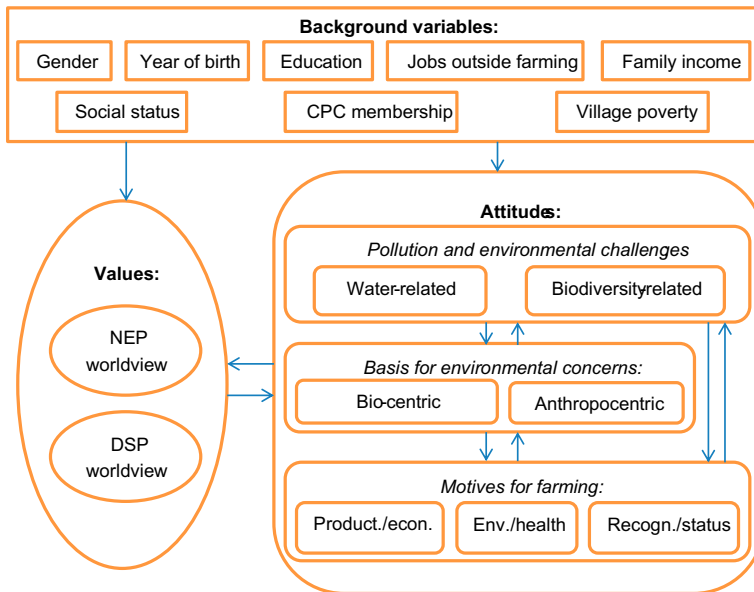 Background variables:
Gender
Year of birth
Education
Jobs outside farming
Family income
Social status
CPC membership
Village poverty
Values:
NEP
worldview
DSP
worldview
Attitudes:
Pollution and environmental challenges
Water-related
Biodiversity-related
Basis for environmental concerns:
Bio-centric
Anthropocentric
Motives for farming:
Product./econ.
Env./health
Recogn./status